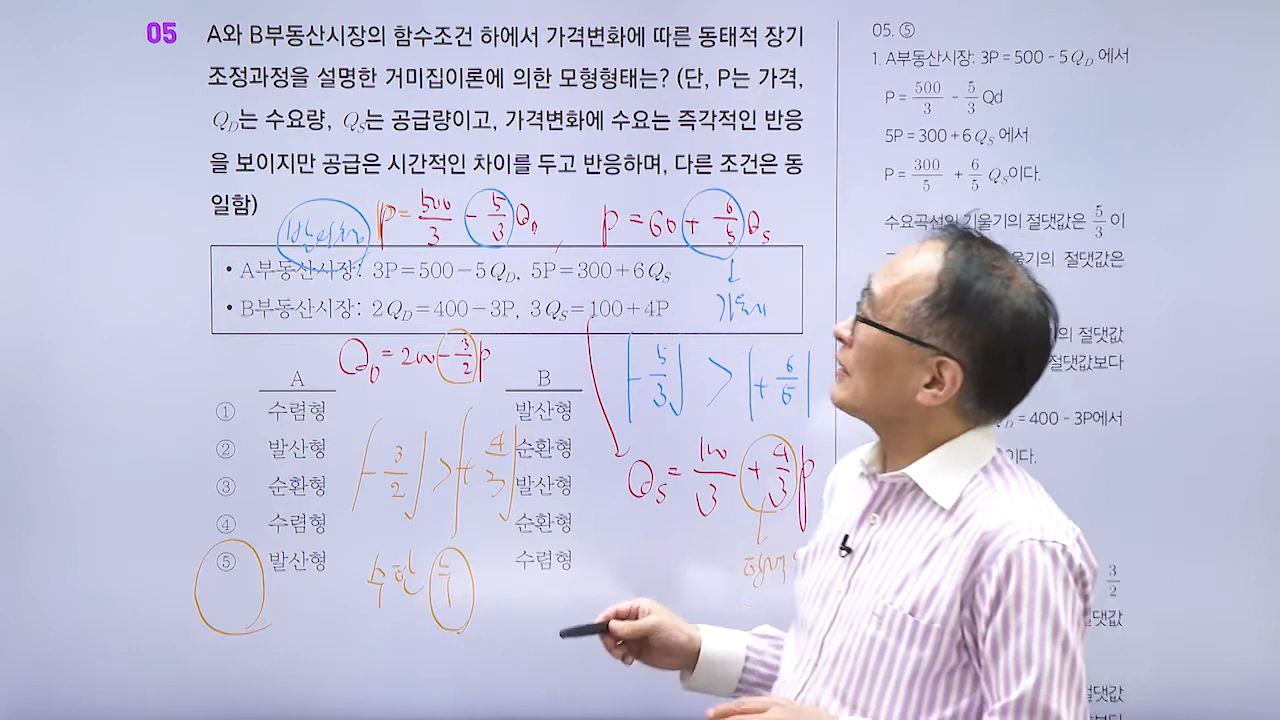 05 A와 B부동산시장의 함수조건 하에서 가격변화에 따른 동태적 장기
조정과정을 설명한 거미집이론에 의한 모형형태는? (단, P는 가격,
Q_D는 수요량, Q_S는 공급량이고, 가격변화에 수요는 즉각적인 반응
을 보이지만 공급은 시간적인 차이를 두고 반응하며, 다른 조건은 동
일함)
P = 500/3 - 5/3 Q_D , P = 60 + 6/5 Q_S
• A부동산시장: 3P=500-5Q_D, 5P=300+6Q_S
• B부동산시장: 2Q_D=400-3P, 3Q_S=100+4P
기울기
Q_D = 200 - 3/2 P
|-5/3| > |+6/5|
A B
① 수렴형 발산형
② 발산형 순환형
③ 순환형 발산형
④ 수렴형 순환형
⑤ 발산형 수렴형
|-3/2| > |+4/3|
Q_S = 100/3 + 4/3 P
수탄
05. ⑤
1. A부동산시장: 3P = 500 - 5Q_D 에서
P = 500/3 - 5/3 Qd
5P = 300 + 6Q_S 에서
P = 300/5 + 6/5 Q_S이다.
수요곡선의 기울기의 절댓값은 5/3 이
울기의 절댓값은
의 절댓값
절댓값보다
= 400 - 3P에서
이다.
3/2
댓값
절댓값